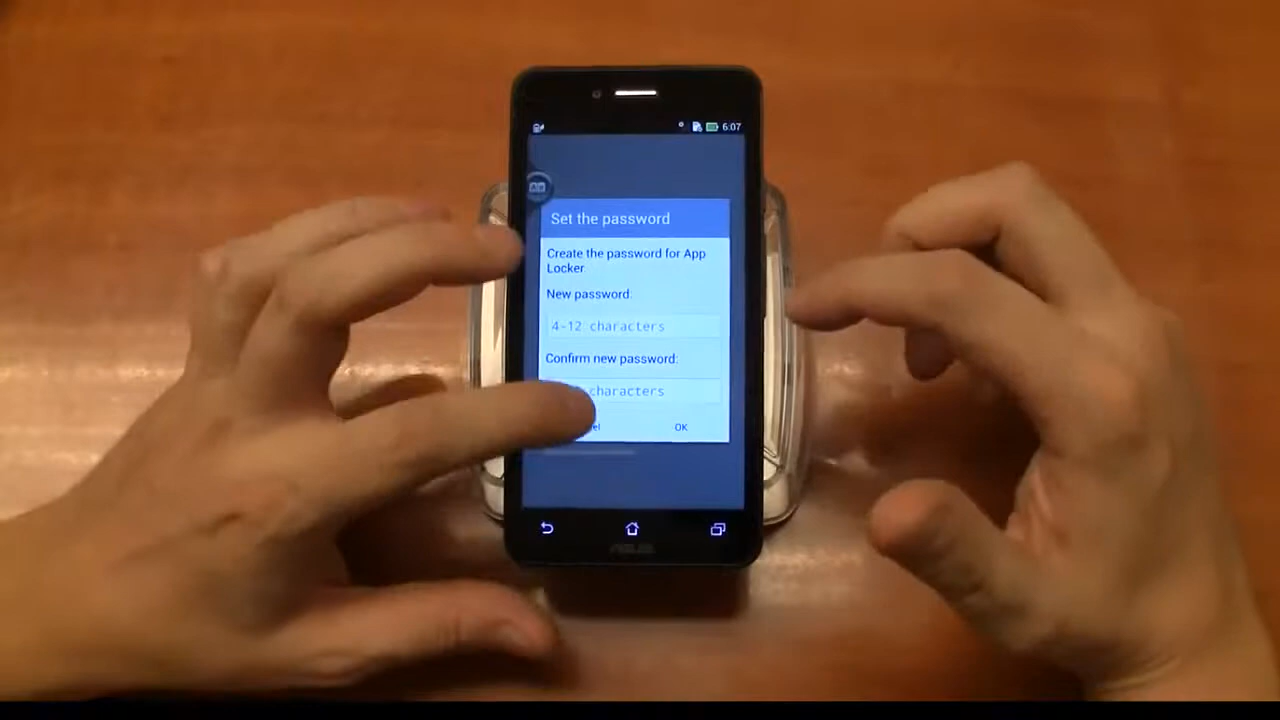 6:07
Set the password
Create the password for App
Locker.
New password:
4-12 characters
Confirm new password:
characters
OK
ASUS